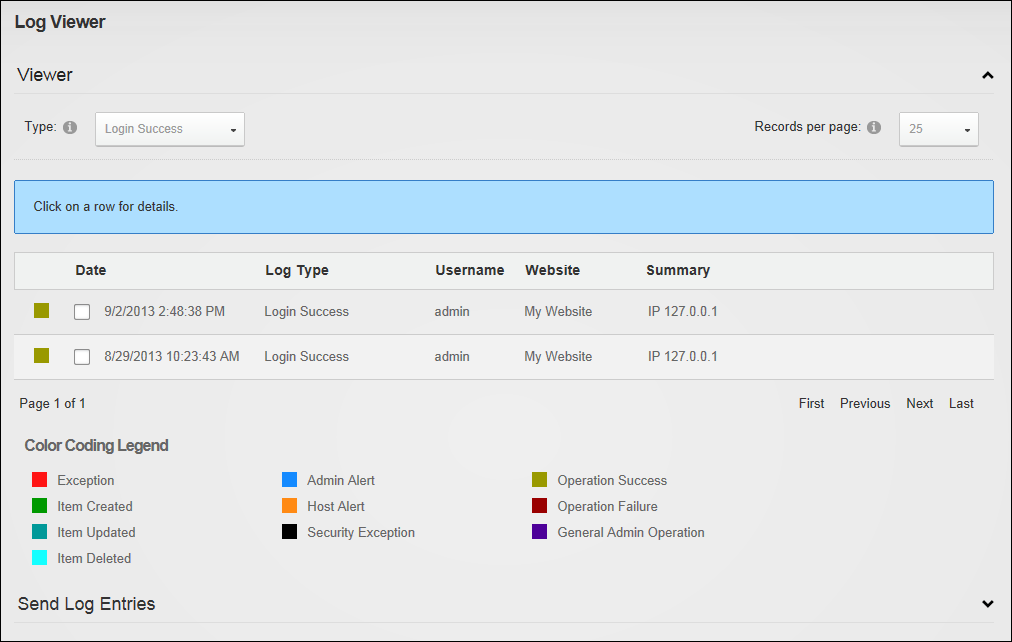 Log Viewer
Viewer
Type: Login Success Records per page: 25
Click on a row for details.
Date Log Type Username Website Summary
9/2/2013 2:48:38 PM Login Success admin My Website IP 127.0.0.1
8/29/2013 10:23:43 AM Login Success admin My Website IP 127.0.0.1
Page 1 of 1 First Previous Next Last
Color Coding Legend
Exception Admin Alert Operation Success
Item Created Host Alert Operation Failure
Item Updated Security Exception General Admin Operation
Item Deleted
Send Log Entries